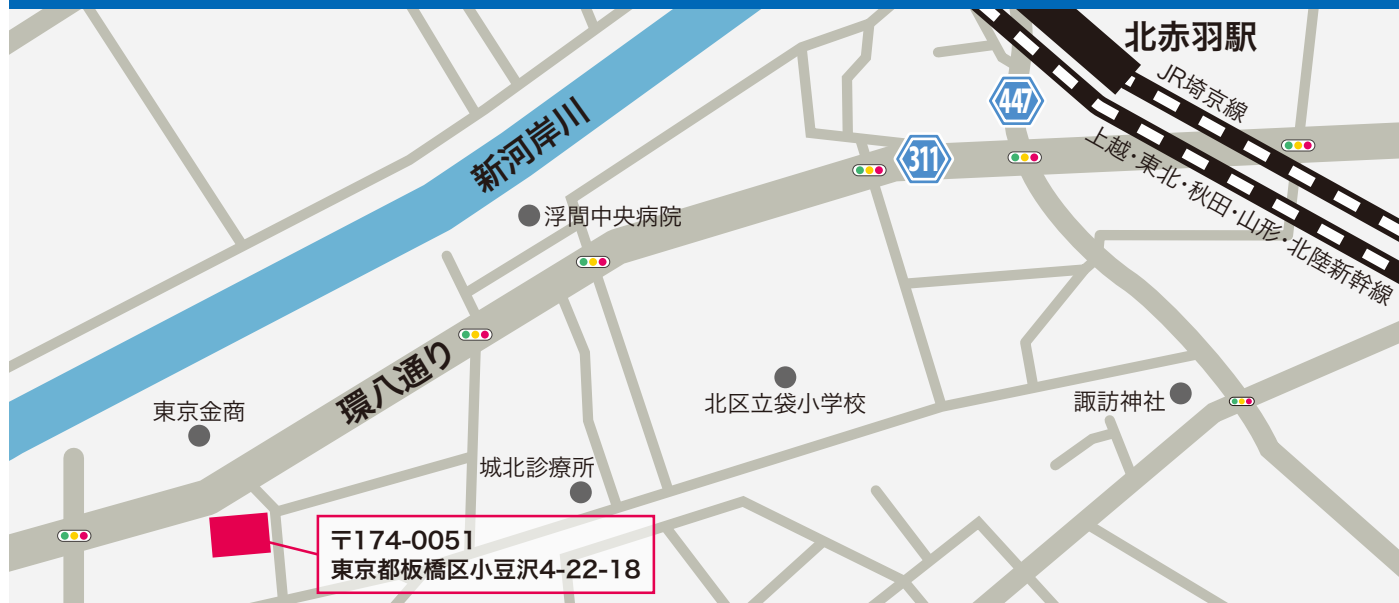 北赤羽駅
JR埼京線
447
上越・東北・秋田・山形・北陸新幹線
311
新河岸川
浮間中央病院
環八通り
北区立袋小学校
諏訪神社
東京金商
城北診療所
〒174-0051
東京都板橋区小豆沢4-22-18